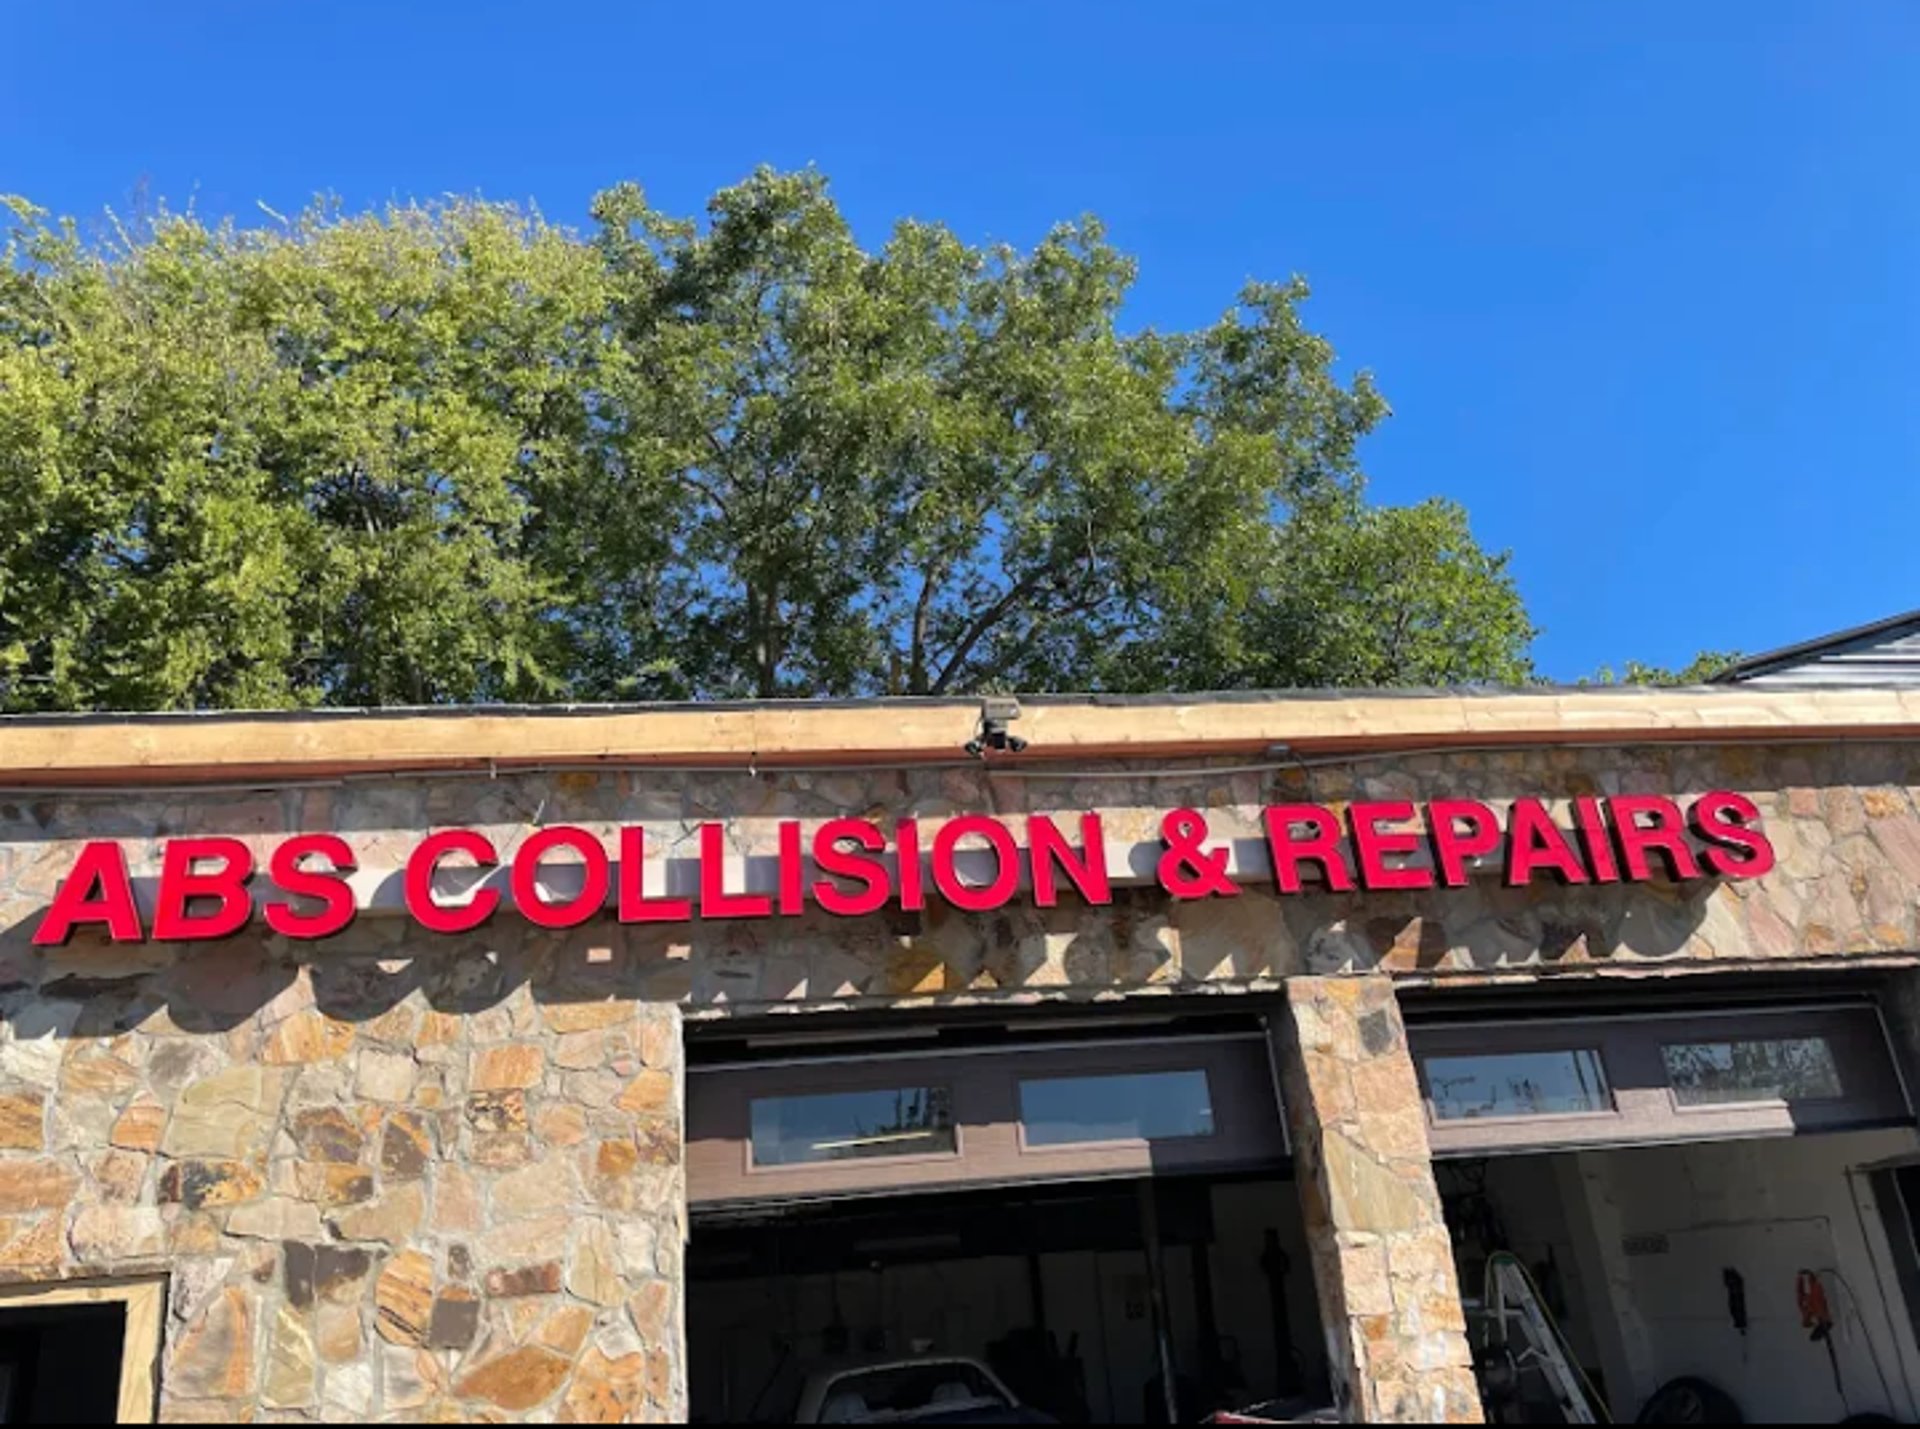 ABS COLLISION & REPAIRS